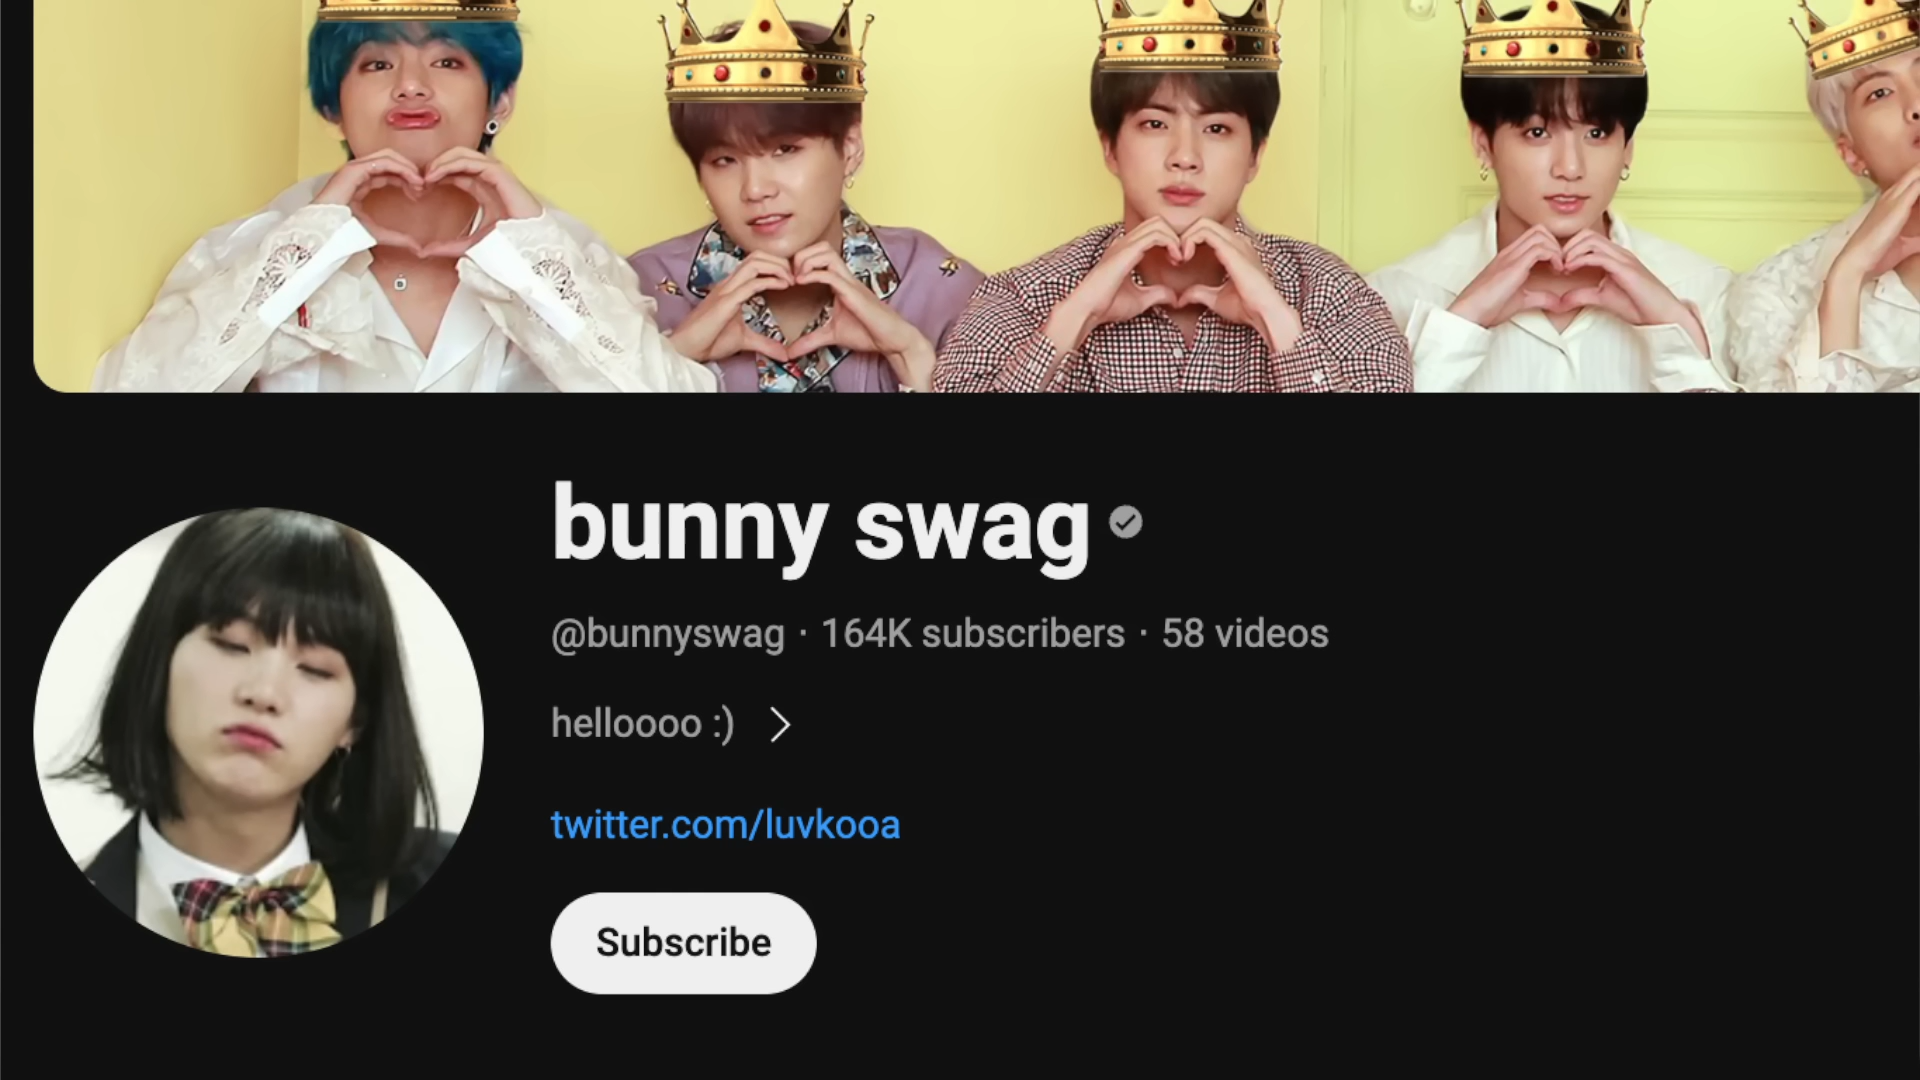 bunny swag
@bunnyswag · 164K subscribers · 58 videos
helloooo :)
twitter.com/luvkooa
Subscribe